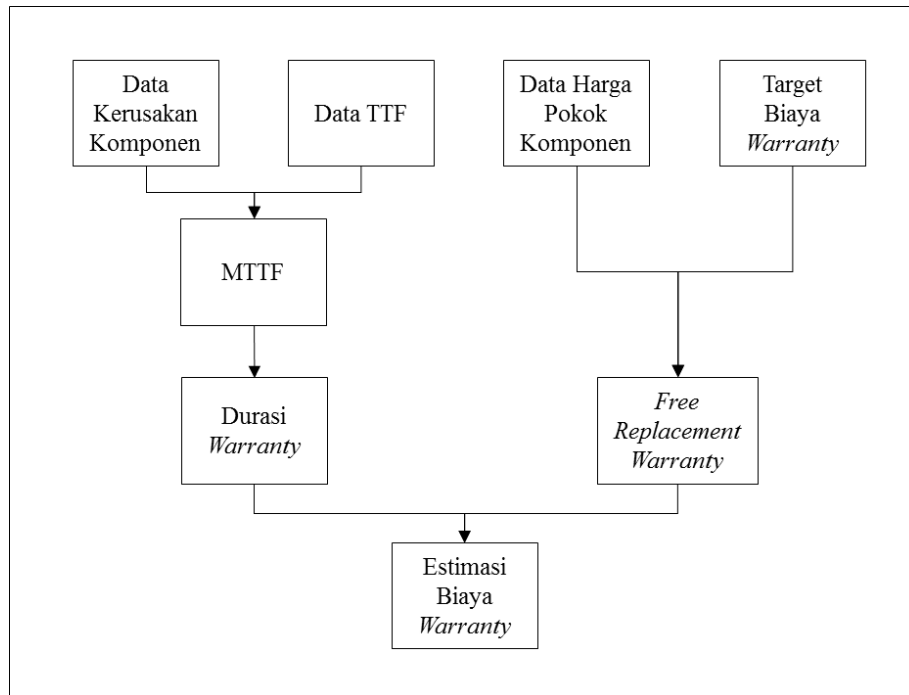 Data
Kerusakan
Komponen
Data TTF
Data Harga
Pokok
Komponen
Target
Biaya
Warranty
MTTF
Durasi
Warranty
Free
Replacement
Warranty
Estimasi
Biaya
Warranty